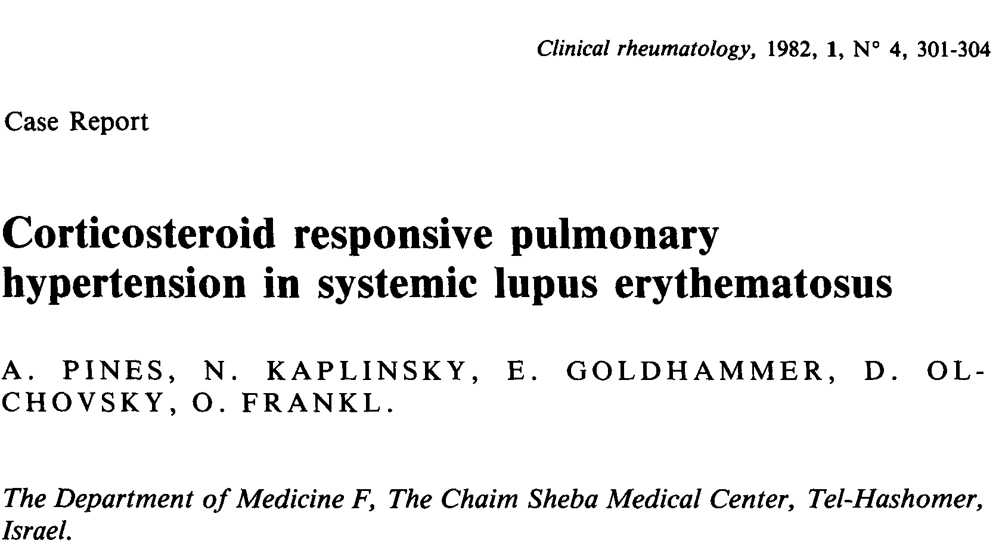 Clinical rheumatology, 1982, 1, N° 4, 301-304
Case Report
Corticosteroid responsive pulmonary
hypertension in systemic lupus erythematosus
A. PINES, N. KAPLINSKY, E. GOLDHAMMER, D. OL-
CHOVSKY, O. FRANKL.
The Department of Medicine F, The Chaim Sheba Medical Center, Tel-Hashomer,
Israel.